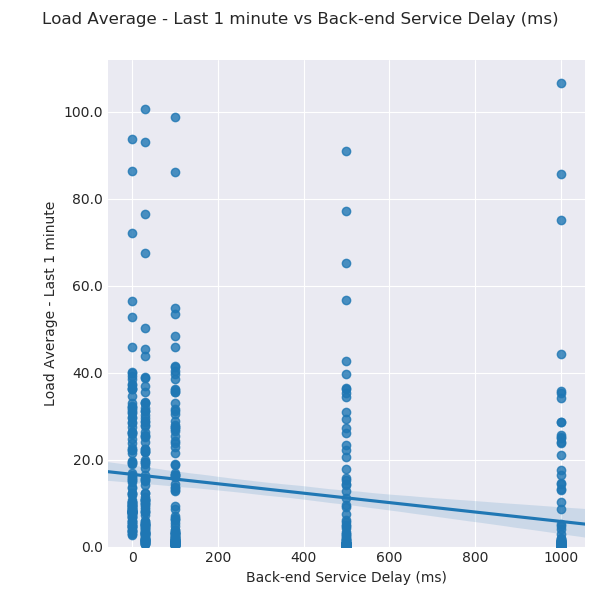 Load Average - Last 1 minute vs Back-end Service Delay (ms)
100.0
80.0
60.0
40.0
20.0
0.0
Load Average - Last 1 minute
0 200 400 600 800 1000
Back-end Service Delay (ms)